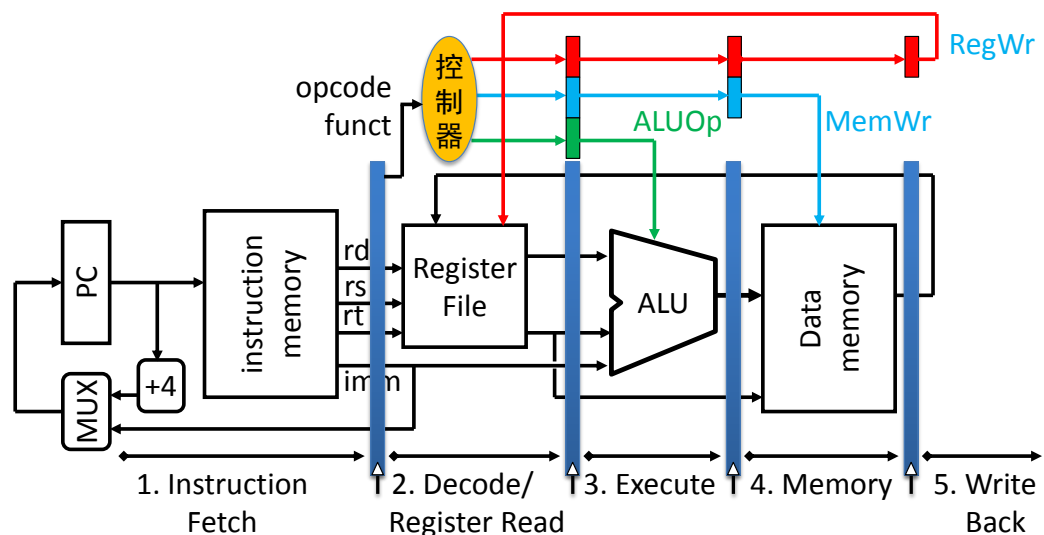 控
制
器
opcode
funct
RegWr
ALUOp
MemWr
PC
MUX
+4
instruction
memory
rd
rs
rt
imm
Register
File
ALU
Data
memory
1. Instruction
Fetch
2. Decode/
Register Read
3. Execute
4. Memory
5. Write
Back